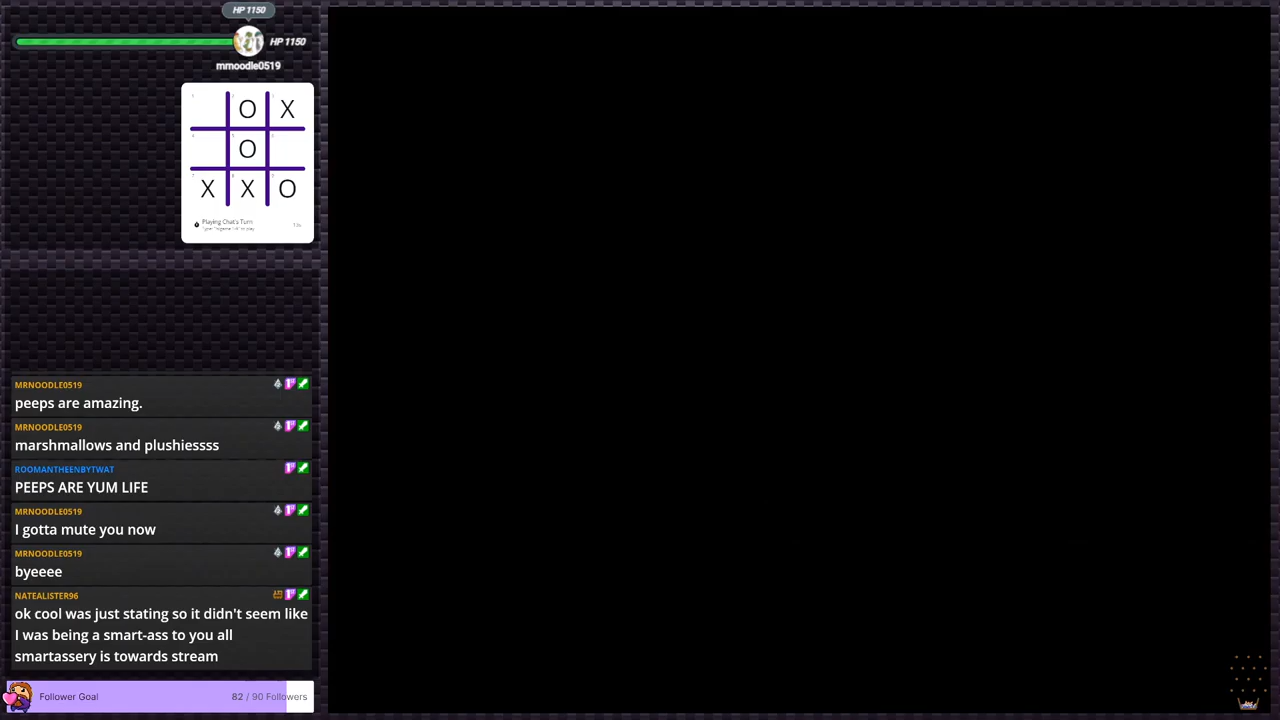 HP 1150
HP 1150
mrnoodle0519
O X
O
X X O
Playing Chat's Turn
MRNOODLE0519
peeps are amazing.
MRNOODLE0519
marshmallows and plushiessss
ROOMANTHEENBYTWAT
PEEPS ARE YUM LIFE
MRNOODLE0519
I gotta mute you now
MRNOODLE0519
byeeee
NATEALISTER96
ok cool was just stating so it didn't seem like
I was being a smart-ass to you all
smartassery is towards stream
Follower Goal 82 / 90 Followers